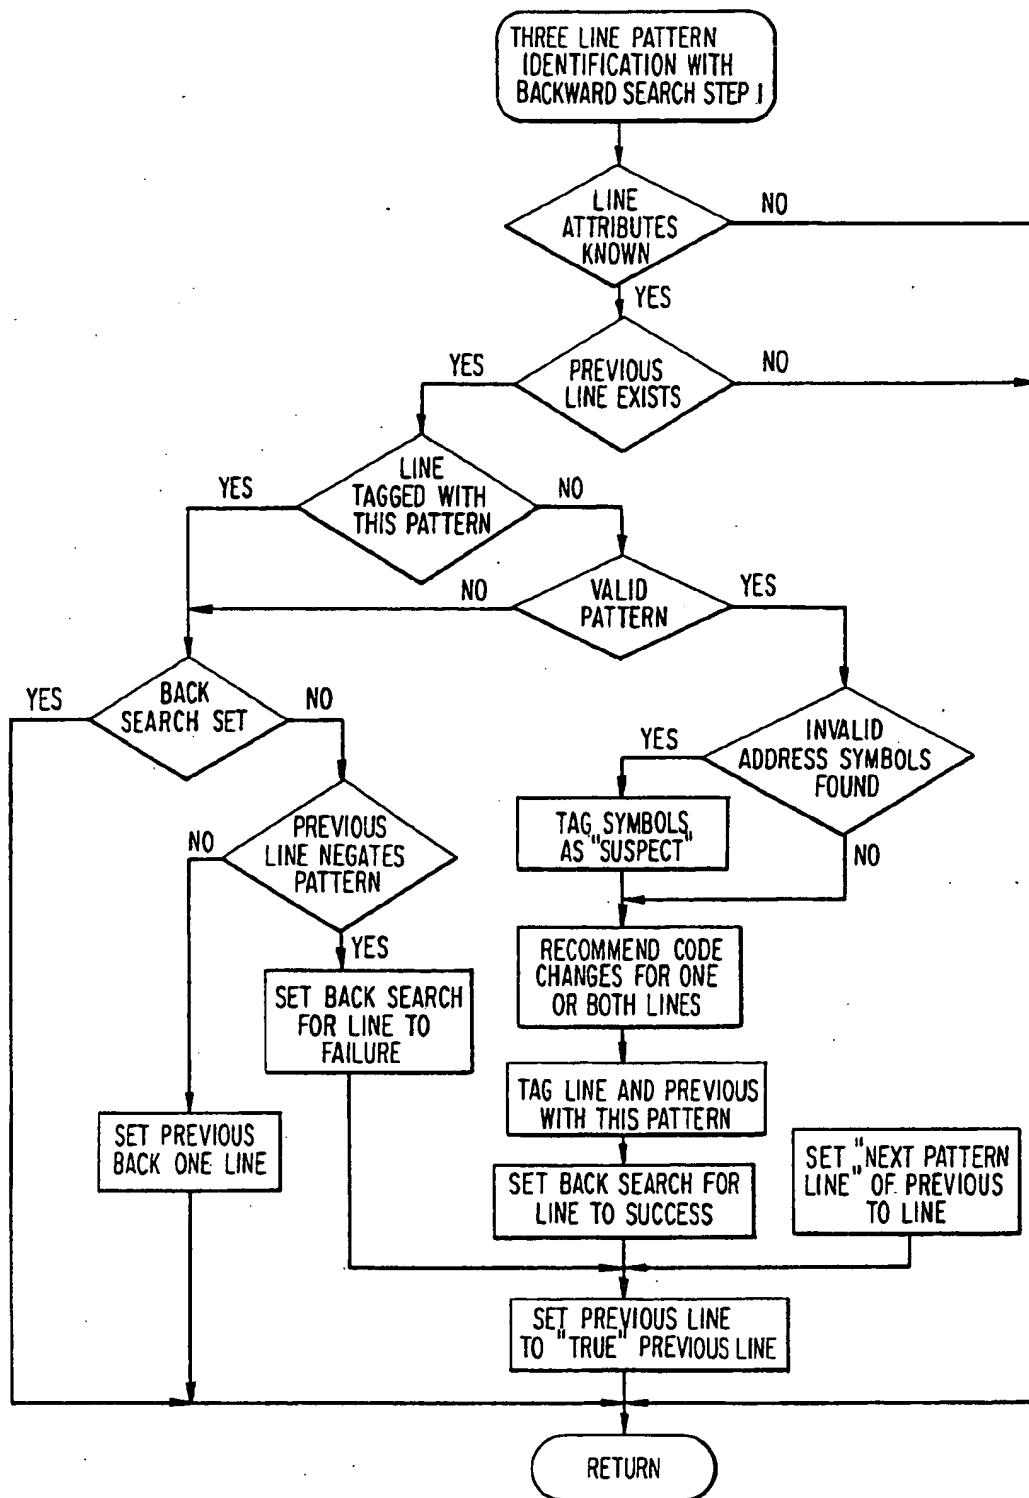 THREE LINE PATTERN
IDENTIFICATION WITH
BACKWARD SEARCH STEP 1
LINE
ATTRIBUTES
KNOWN
NO
YES
PREVIOUS
LINE EXISTS
YES
NO
LINE
TAGGED WITH
THIS PATTERN
YES
NO
VALID
PATTERN
NO
YES
BACK
SEARCH SET
YES
NO
INVALID
ADDRESS SYMBOLS
FOUND
YES
NO
TAG SYMBOLS
AS "SUSPECT"
PREVIOUS
LINE NEGATES
PATTERN
NO
YES
RECOMMEND CODE
CHANGES FOR ONE
OR BOTH LINES
SET BACK SEARCH
FOR LINE TO
FAILURE
TAG LINE AND PREVIOUS
WITH THIS PATTERN
SET PREVIOUS
BACK ONE LINE
SET BACK SEARCH FOR
LINE TO SUCCESS
SET "NEXT PATTERN
LINE" OF PREVIOUS
TO LINE
SET PREVIOUS LINE
TO "TRUE" PREVIOUS LINE
RETURN